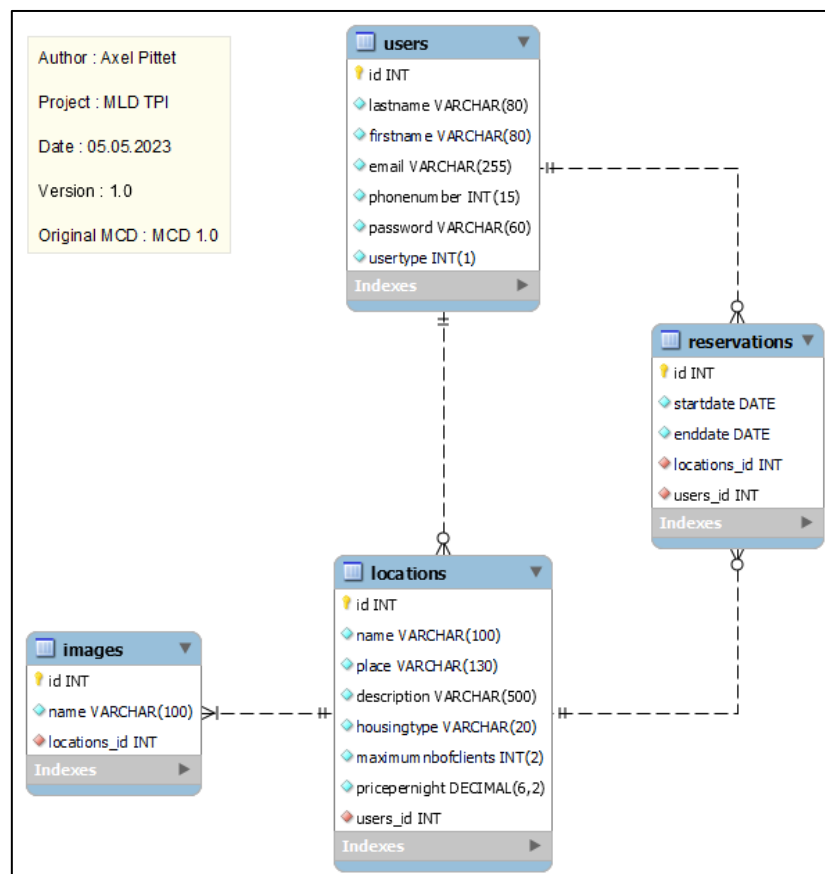 Author : Axel Pittet
Project : MLD TPI
Date : 05.05.2023
Version : 1.0
Original MCD : MCD 1.0
users
id INT
lastname VARCHAR(80)
firstname VARCHAR(80)
email VARCHAR(255)
phonenumber INT(15)
password VARCHAR(60)
usertype INT(1)
Indexes
reservations
id INT
startdate DATE
enddate DATE
locations_id INT
users_id INT
Indexes
locations
id INT
name VARCHAR(100)
place VARCHAR(130)
description VARCHAR(500)
housingtype VARCHAR(20)
maximumnbofclients INT(2)
pricepernight DECIMAL(6,2)
users_id INT
Indexes
images
id INT
name VARCHAR(100)
locations_id INT
Indexes